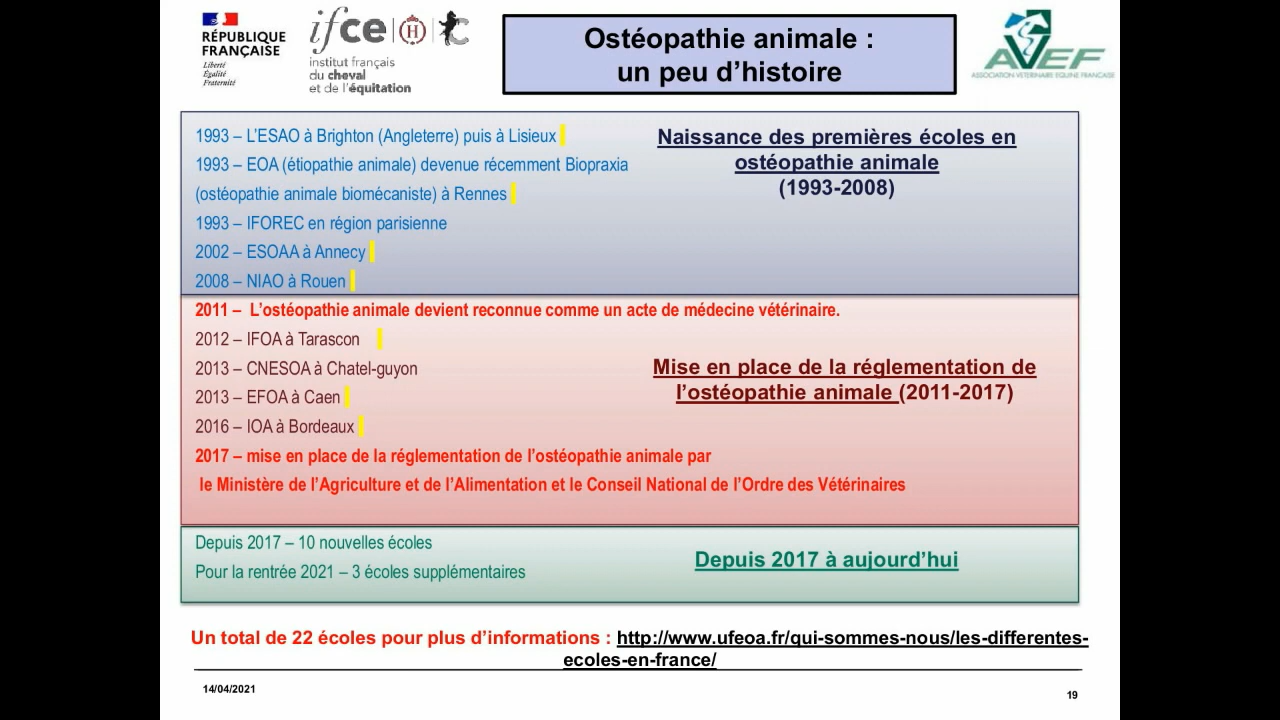 RÉPUBLIQUE
FRANÇAISE
Liberté
Égalité
Fraternité
ifce
H
institut français
du cheval
et de l'équitation
Ostéopathie animale :
un peu d'histoire
AVEF
ASSOCIATION VÉTÉRINAIRE EQUINE FRANÇAISE
1993 – L'ESAO à Brighton (Angleterre) puis à Lisieux
1993 – EOA (étiopathie animale) devenue récemment Biopraxia
(ostéopathie animale biomécaniste) à Rennes
1993 – IFOREC en région parisienne
2002 – ESOAA à Annecy
2008 – NIAO à Rouen
Naissance des premières écoles en
ostéopathie animale
(1993-2008)
2011 – L'ostéopathie animale devient reconnue comme un acte de médecine vétérinaire.
2012 – IFOA à Tarascon
2013 – CNESOA à Chatel-guyon
2013 – EFOA à Caen
2016 – IOA à Bordeaux
2017 – mise en place de la réglementation de l'ostéopathie animale par
le Ministère de l'Agriculture et de l'Alimentation et le Conseil National de l'Ordre des Vétérinaires
Mise en place de la réglementation de
l'ostéopathie animale (2011-2017)
Depuis 2017 – 10 nouvelles écoles
Pour la rentrée 2021 – 3 écoles supplémentaires
Depuis 2017 à aujourd'hui
Un total de 22 écoles pour plus d'informations : http://www.ufeoa.fr/qui-sommes-nous/les-differentes-
ecoles-en-france/
14/04/2021
19